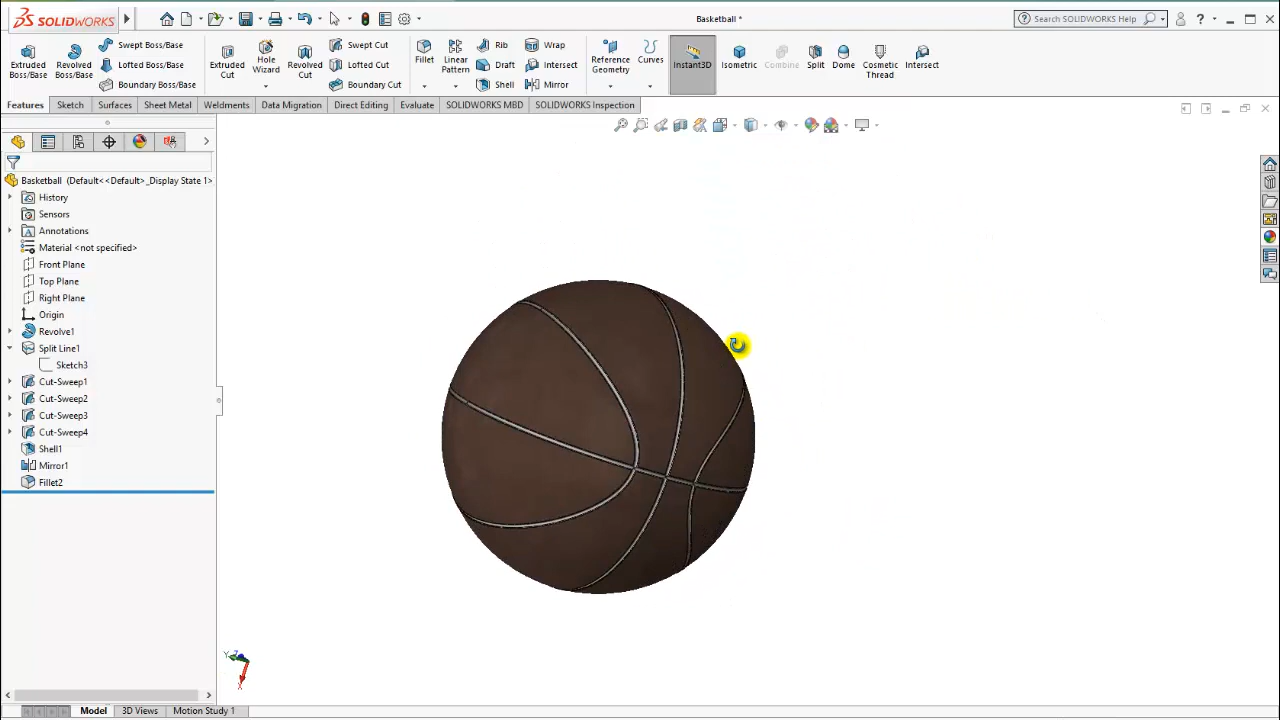 SOLIDWORKS
Basketball *
Search SOLIDWORKS Help
Extruded Boss/Base
Revolved Boss/Base
Swept Boss/Base
Lofted Boss/Base
Boundary Boss/Base
Extruded Cut
Hole Wizard
Revolved Cut
Swept Cut
Lofted Cut
Boundary Cut
Fillet
Linear Pattern
Rib
Draft
Shell
Wrap
Intersect
Mirror
Reference Geometry
Curves
Instant3D
Isometric
Combine
Split
Dome
Cosmetic Thread
Intersect
Features
Sketch
Surfaces
Sheet Metal
Weldments
Data Migration
Direct Editing
Evaluate
SOLIDWORKS MBD
SOLIDWORKS Inspection
Basketball (Default<<Default>_Display State 1>
History
Sensors
Annotations
Material <not specified>
Front Plane
Top Plane
Right Plane
Origin
Revolve1
Split Line1
Sketch3
Cut-Sweep1
Cut-Sweep2
Cut-Sweep3
Cut-Sweep4
Shell1
Mirror1
Fillet2
Model
3D Views
Motion Study 1